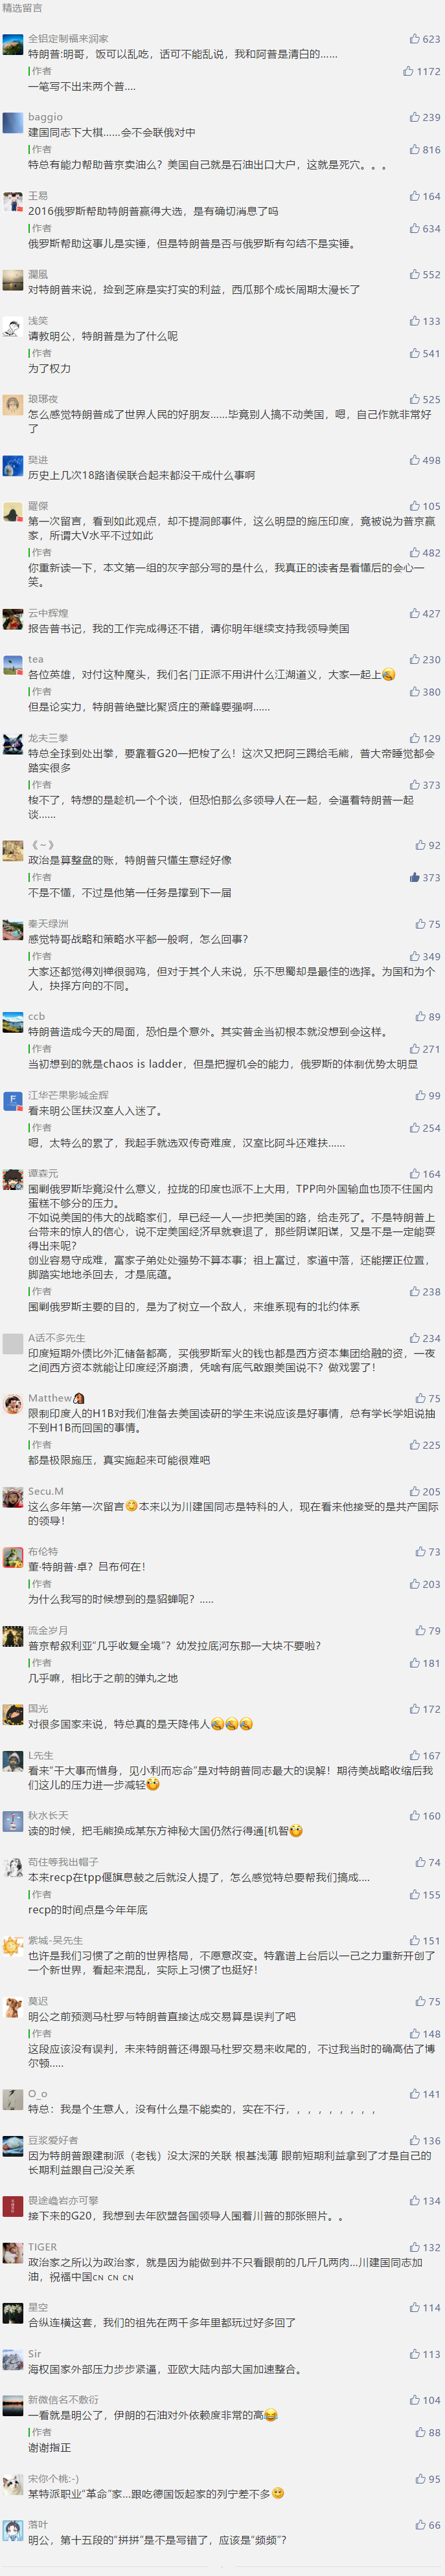 精选留言
全铝定制福来润家
623
特朗普:明哥，饭可以乱吃，话可不能乱说，我和阿普是清白的……
作者
1172
一笔写不出来两个普....
baggio
239
建国同志下大棋……会不会联俄对中
作者
816
特总有能力帮助普京卖油么？美国自己就是石油出口大户，这就是死穴。。。
王易
164
2016俄罗斯帮助特朗普赢得大选，是有确切消息了吗
作者
634
俄罗斯帮助这事儿是实锤，但是特朗普是否与俄罗斯有勾结不是实锤。
瀾風
552
对特朗普来说，捡到芝麻是实打实的利益，西瓜那个成长周期太漫长了
浅笑
133
请教明公，特朗普是为了什么呢
作者
541
为了权力
琅琊夜
525
怎么感觉特朗普成了世界人民的好朋友……毕竟别人搞不动美国，嗯，自己作就非常好
了
樊进
498
历史上几次18路诸侯联合起来都没干成什么事啊
羅傑
105
第一次留言，看到如此观点，却不提洞郎事件，这么明显的施压印度，竟被说为普京赢
家，所谓大V水平不过如此
作者
482
你重新读一下，本文第一组的灰字部分写的是什么，我真正的读者是看懂后的会心一
笑。
云中辉煌
427
报告普书记，我的工作完成得还不错，请你明年继续支持我领导美国
tea
230
各位英雄，对付这种魔头，我们名门正派不用讲什么江湖道义，大家一起上🤣
作者
380
但是论实力，特朗普绝壁比聚贤庄的萧峰要强啊……
龙夫三拳
129
特总全球到处出拳，要靠着G20一把梭了么！这次又把阿三踢给毛熊，普大帝睡觉都会
踏实很多
作者
373
梭不了，特想的是趁机一个个谈，但恐怕那么多领导人在一起，会逼着特朗普一起
谈……
《～》
92
政治是算整盘的账，特朗普只懂生意经好像
作者
373
不是不懂，不过是他第一任务是撑到下一届
秦天绿洲
75
感觉特哥战略和策略水平都一般啊，怎么回事？
作者
349
大家还都觉得刘禅很弱鸡，但对于其个人来说，乐不思蜀却是最佳的选择。为国和为个
人，抉择方向的不同。
ccb
89
特朗普造成今天的局面，恐怕是个意外。其实普金当初根本就没想到会这样。
作者
271
当初想到的就是chaos is ladder，但是把握机会的能力，俄罗斯的体制优势太明显
江华芒果影城金辉
99
看来明公匡扶汉室人入迷了。
作者
254
嗯，太特么的累了，我起手就选双传奇难度，汉室比阿斗还难扶……
谭森元
164
围剿俄罗斯毕竟没什么意义，拉拢的印度也派不上大用，TPP向外国输血也顶不住国内
蛋糕不够分的压力。
不如说美国的伟大的战略家们，早已经一人一步把美国的路，给走死了。不是特朗普上
台带来的惊人的信心，说不定美国经济早就衰退了，那些阴谋阳谋，又是不是一定能耍
得出来呢？
创业容易守成难，富家子弟处处强势不算本事；祖上富过，家道中落，还能摆正位置，
脚踏实地地杀回去，才是底蕴。
作者
238
围剿俄罗斯主要的目的，是为了树立一个敌人，来维系现有的北约体系
A话不多先生
234
印度短期外债比外汇储备都高，买俄罗斯军火的钱也都是西方资本集团给融的资，一夜
之间西方资本就能让印度经济崩溃，凭啥有底气敢跟美国说不？做戏罢了！
Matthew
75
限制印度人的H1B对我们准备去美国读研的学生来说应该是好事情，总有学长学姐说抽
不到H1B而回国的事情。
作者
225
都是极限施压，真实施起来可能很难吧
Secu.M
205
这么多年第一次留言😊本来以为川建国同志是特科的人，现在看来他接受的是共产国际
的领导！
布伦特
73
董·特朗普·卓？吕布何在！
作者
203
为什么我写的时候想到的是貂蝉呢？.....
流金岁月
79
普京帮叙利亚“几乎收复全境”？幼发拉底河东那一大块不要啦？
作者
181
几乎嘛，相比于之前的弹丸之地
国光
172
对很多国家来说，特总真的是天降伟人🤣🤣🤣
L先生
167
看来“干大事而惜身，见小利而忘命”是对特朗普同志最大的误解！期待美战略收缩后我
们这儿的压力进一步减轻🤭
秋水长天
160
读的时候，把毛熊换成某东方神秘大国仍然行得通[机智🤭
苟住等我出帽子
74
本来recp在tpp偃旗息鼓之后就没人提了，怎么感觉特总要帮我们搞成....
作者
155
recp的时间点是今年年底
紫城-吴先生
151
也许是我们习惯了之前的世界格局，不愿意改变。特靠谱上台后以一己之力重新开创了
一个新世界，看起来混乱，实际上习惯了也挺好！
莫迟
75
明公之前预测马杜罗与特朗普直接达成交易算是误判了吧
作者
148
这段应该没有误判，未来特朗普还得跟马杜罗交易来收尾的，不过我当时的确高估了博
尔顿.....
O_o
141
特总：我是个生意人，没有什么是不能卖的，实在不行，，，，，，，，，
豆浆爱好者
136
因为特朗普跟建制派（老钱）没太深的关联 根基浅薄 眼前短期利益拿到了才是自己的
长期利益跟自己没关系
畏途巉岩亦可攀
134
接下来的G20，我想到去年欧盟各国领导人围着川普的那张照片。。
TIGER
132
政治家之所以为政治家，就是因为能做到并不只看眼前的几斤几两肉...川建国同志加
油，祝福中国CN CN CN
星空
114
合纵连横这套，我们的祖先在两千多年里都玩过好多回了
Sir
113
海权国家外部压力步步紧逼，亚欧大陆内部大国加速整合。
新微信名不敷衍
104
一看就是明公了，伊朗的石油对外依赖度非常的高😂
作者
88
谢谢指正
宋你个桃:-)
95
某特派职业“革命”家...跟吃德国饭起家的列宁差不多🙂
落叶
66
明公，第十五段的“拼拼”是不是写错了，应该是“频频”？